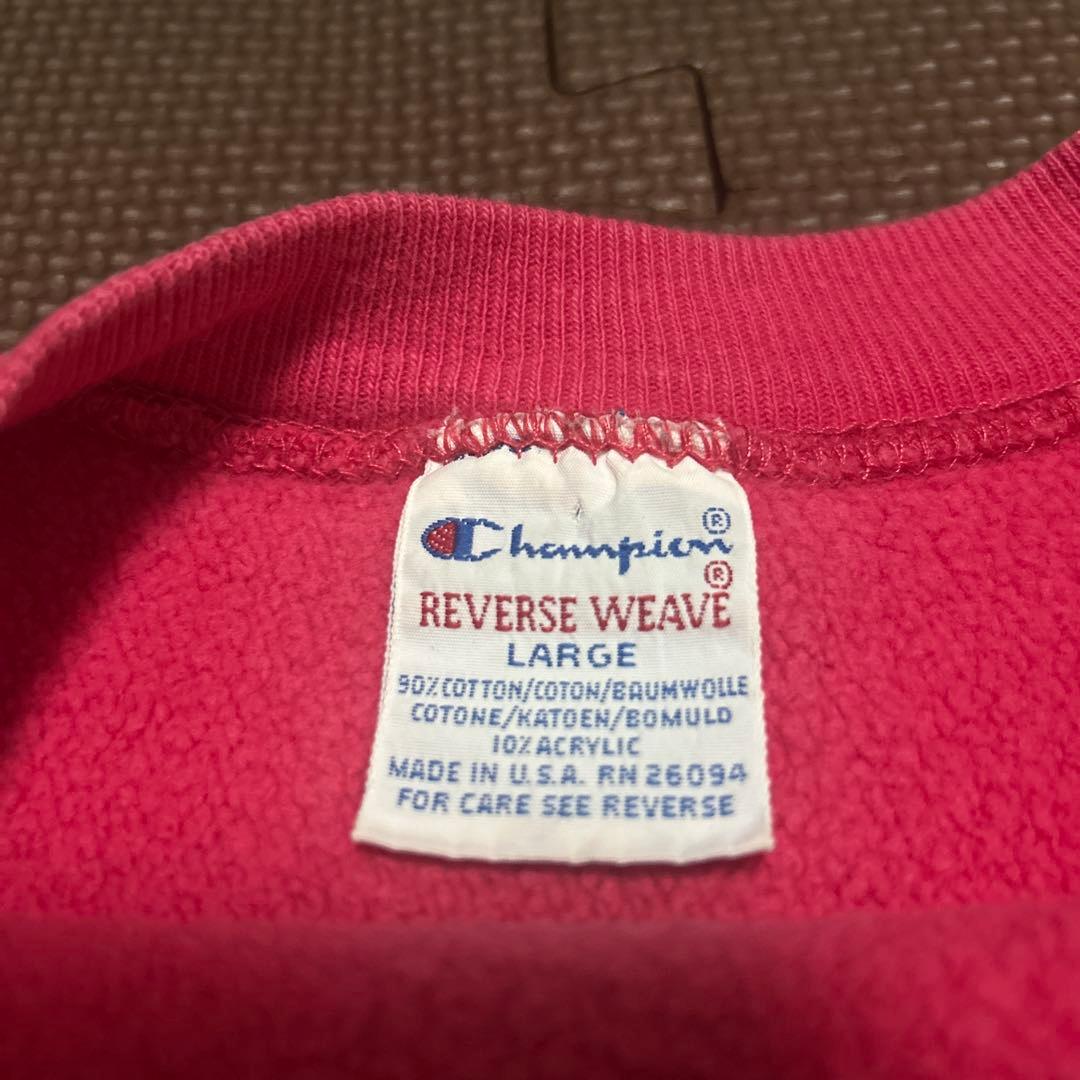 Champion®
REVERSE WEAVE®
LARGE
90% COTTON/COTON/BAUMWOLLE
COTONE/KATOEN/BOMULD
10% ACRYLIC
MADE IN U.S.A. RN 26094
FOR CARE SEE REVERSE